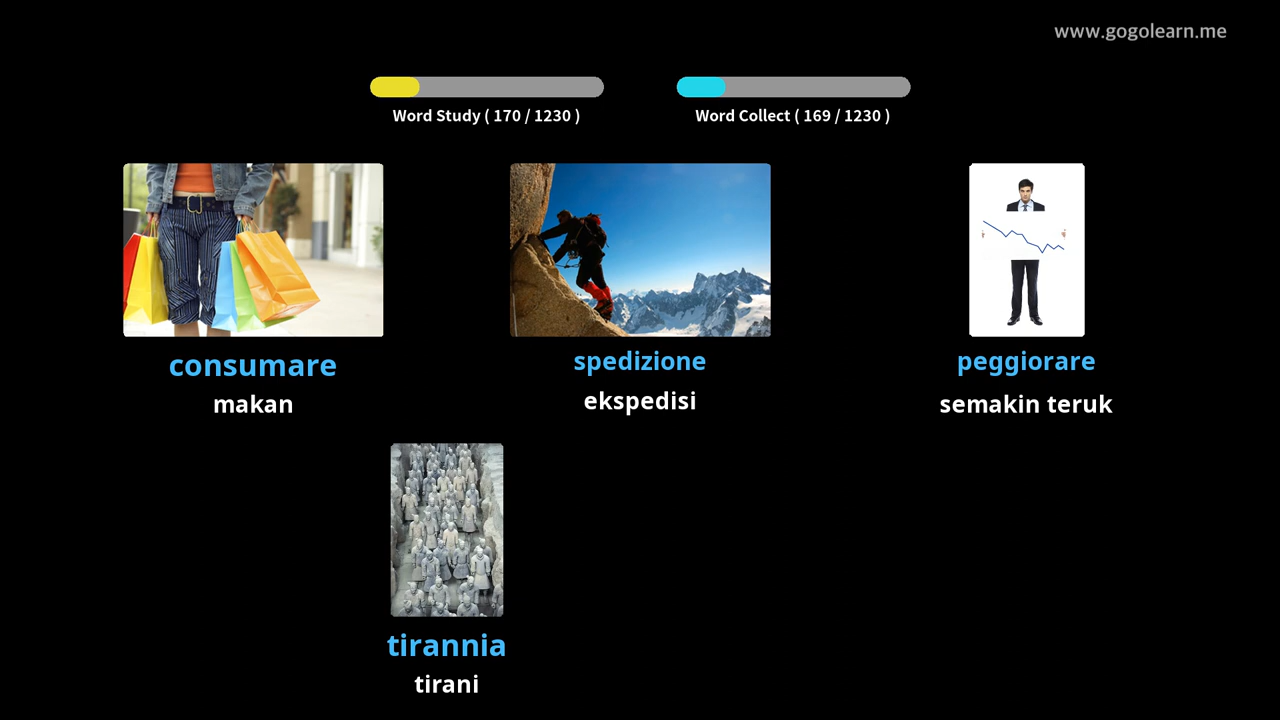 www.gogolearn.me
Word Study ( 170 / 1230 )
Word Collect ( 169 / 1230 )
consumare
makan
spedizione
ekspedisi
peggiorare
semakin teruk
tirannia
tirani